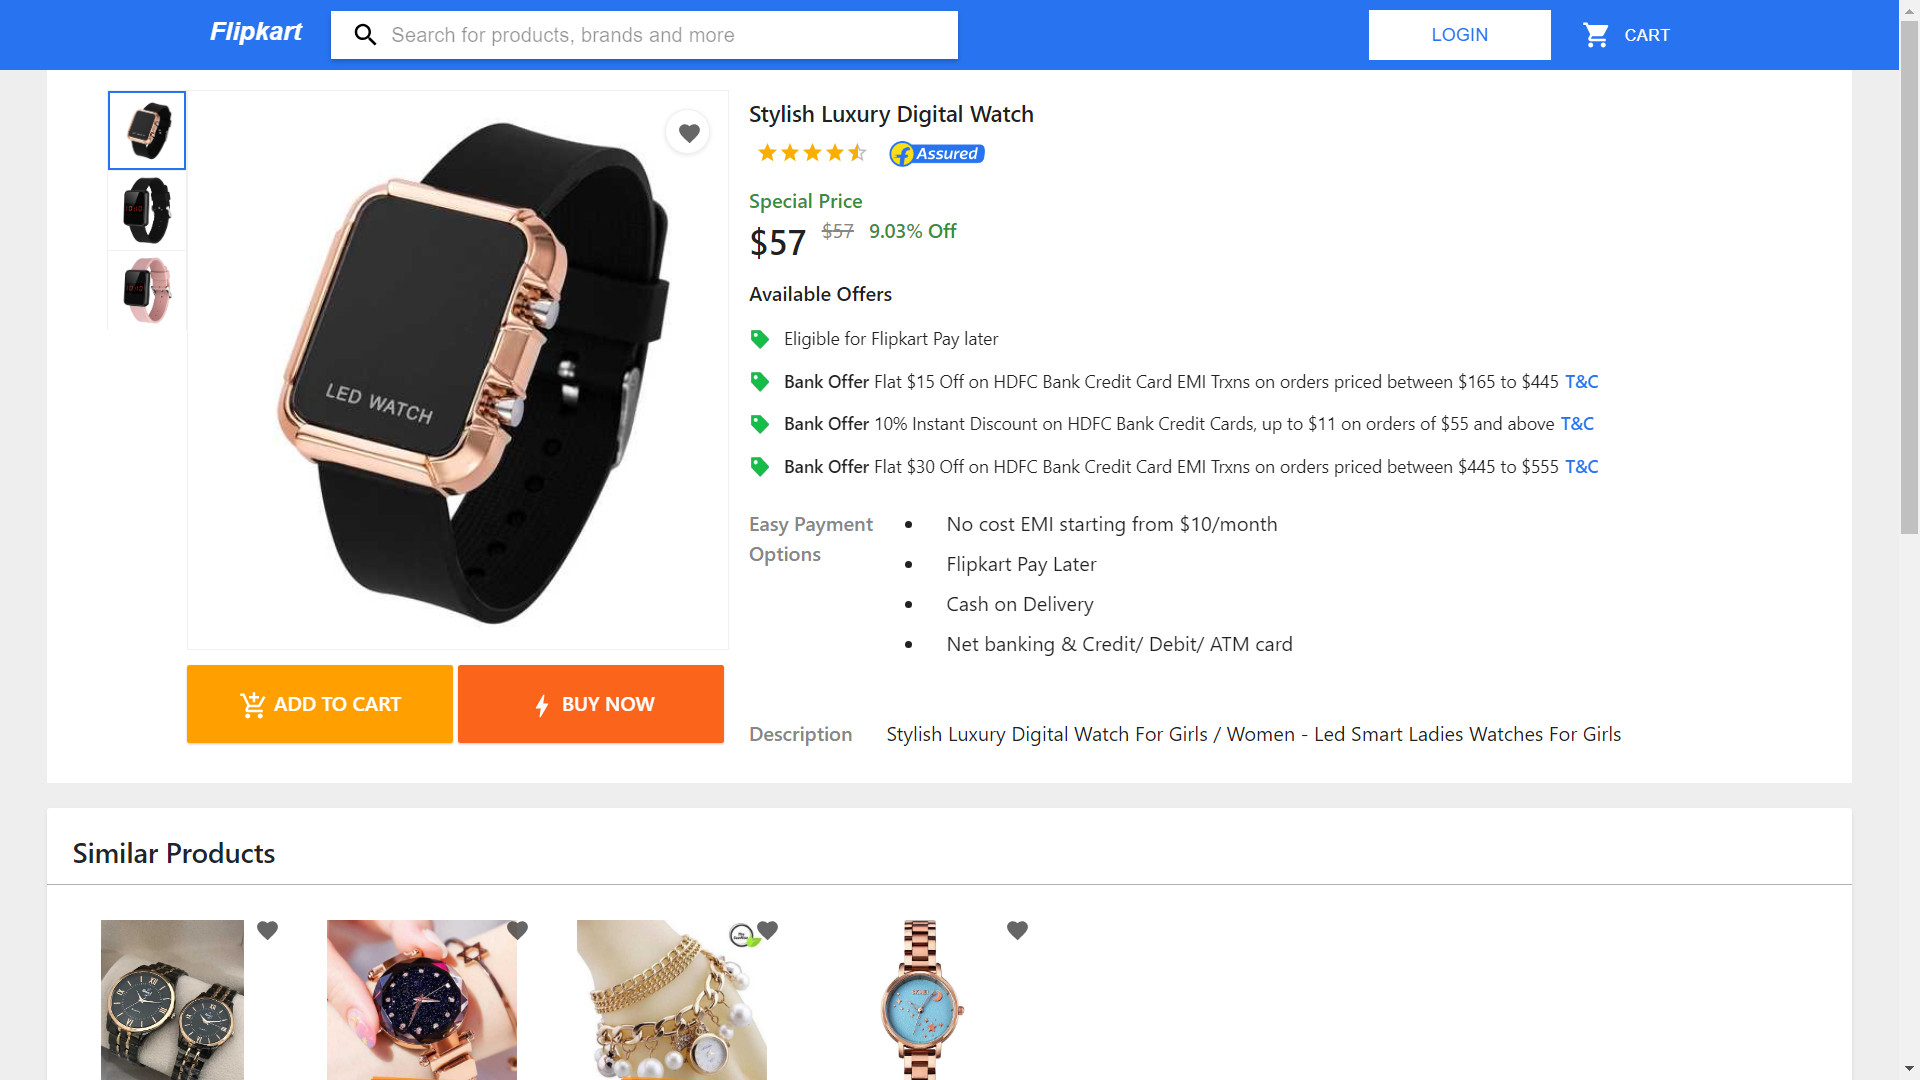 Flipkart
Search for products, brands and more
LOGIN
CART
Stylish Luxury Digital Watch
Assured
Special Price
$57 $57 9.03% Off
Available Offers
Eligible for Flipkart Pay later
Bank Offer Flat $15 Off on HDFC Bank Credit Card EMI Trxns on orders priced between $165 to $445 T&C
Bank Offer 10% Instant Discount on HDFC Bank Credit Cards, up to $11 on orders of $55 and above T&C
Bank Offer Flat $30 Off on HDFC Bank Credit Card EMI Trxns on orders priced between $445 to $555 T&C
Easy Payment
Options
No cost EMI starting from $10/month
Flipkart Pay Later
Cash on Delivery
Net banking & Credit/ Debit/ ATM card
LED WATCH
ADD TO CART
BUY NOW
Description Stylish Luxury Digital Watch For Girls / Women - Led Smart Ladies Watches For Girls
Similar Products